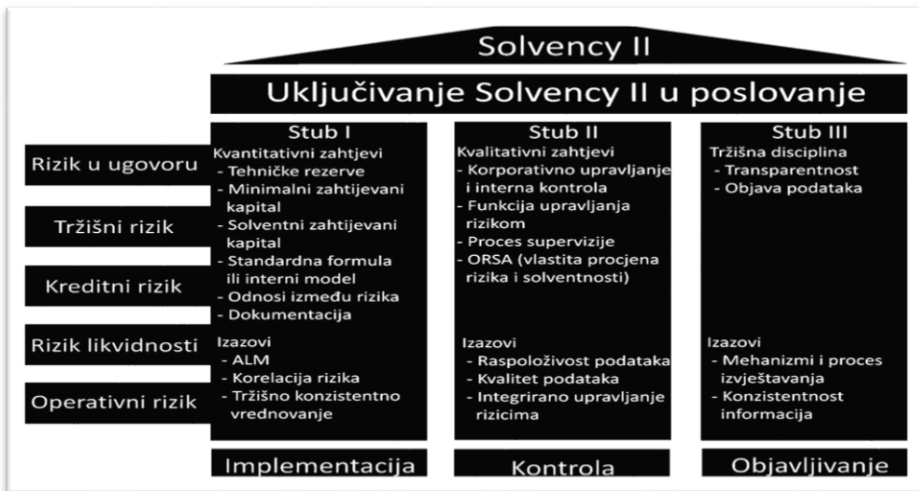 Solvency II
Uključivanje Solvency II u poslovanje
Rizik u ugovoru
Tržišni rizik
Kreditni rizik
Rizik likvidnosti
Operativni rizik
Stub I
Kvantitativni zahtjevi
- Tehničke rezerve
- Minimalni zahtijevani
kapital
- Solventni zahtijevani
kapital
- Standardna formula
ili interni model
- Odnosi između rizika
- Dokumentacija
Izazovi
- ALM
- Korelacija rizika
- Tržišno konzistentno
vrednovanje
Implementacija
Stub II
Kvalitativni zahtjevi
- Korporativno upravljanje
i interna kontrola
- Funkcija upravljanja
rizikom
- Proces supervizije
- ORSA (vlastita procjena
rizika i solventnosti)
Izazovi
- Raspoloživost podataka
- Kvalitet podataka
- Integrirano upravljanje
rizicima
Kontrola
Stub III
Tržišna disciplina
- Transparentnost
- Objava podataka
Izazovi
- Mehanizmi i proces
izvještavanja
- Konzistentnost
informacija
Objavljivanje